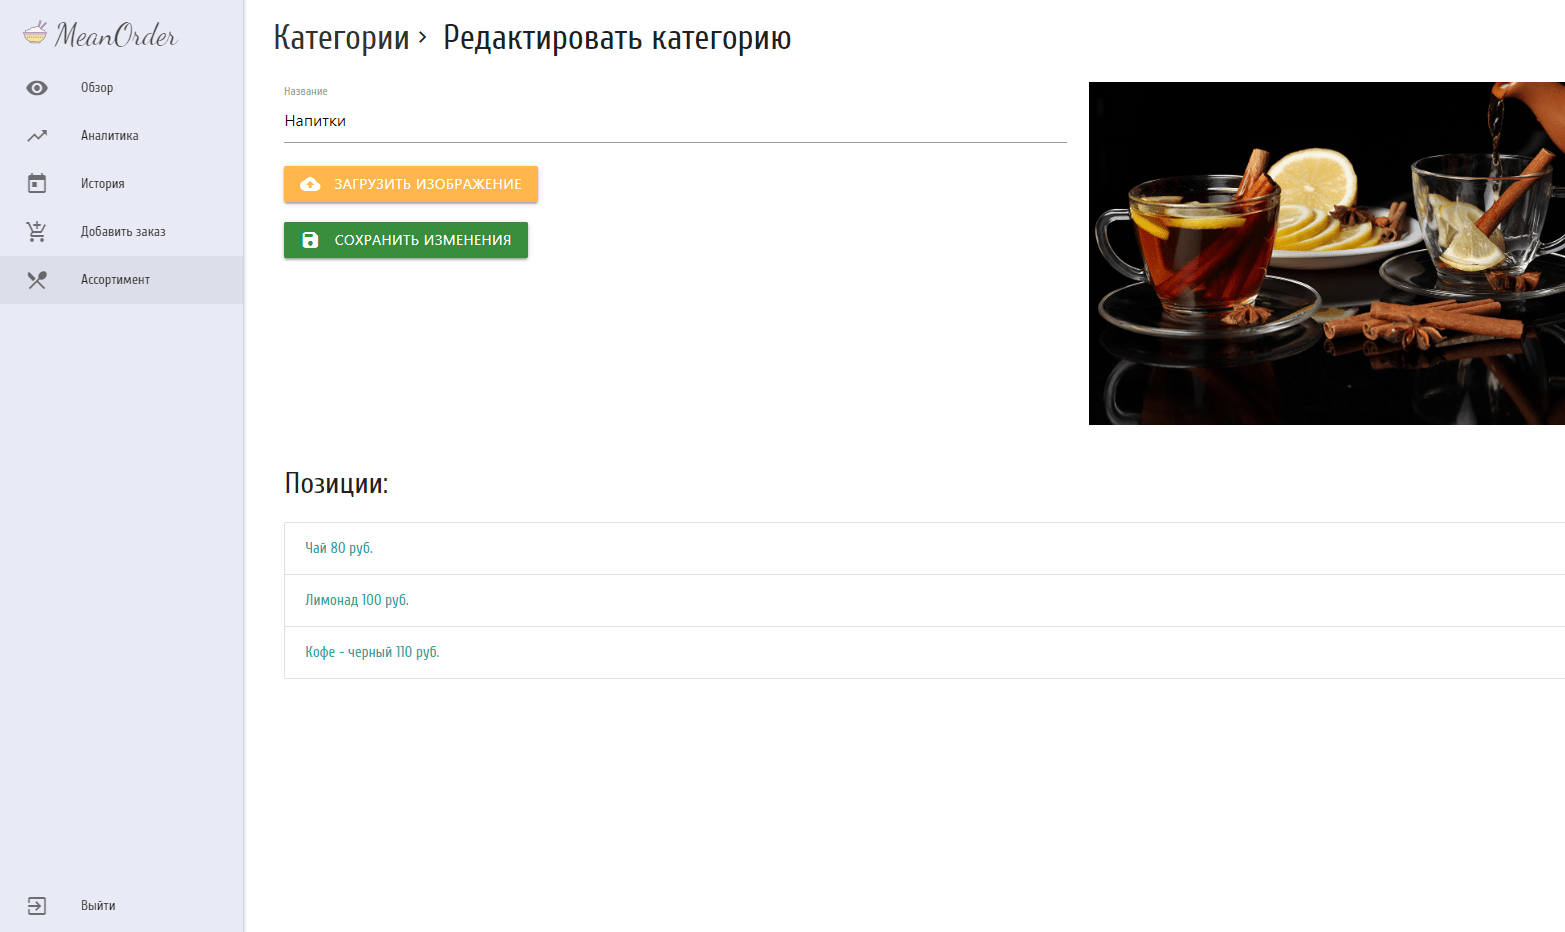 MeanOrder
Обзор
Аналитика
История
Добавить заказ
Ассортимент
Выйти
Категории › Редактировать категорию
Название
Напитки
ЗАГРУЗИТЬ ИЗОБРАЖЕНИЕ
СОХРАНИТЬ ИЗМЕНЕНИЯ
Позиции:
Чай 80 руб.
Лимонад 100 руб.
Кофе - черный 110 руб.